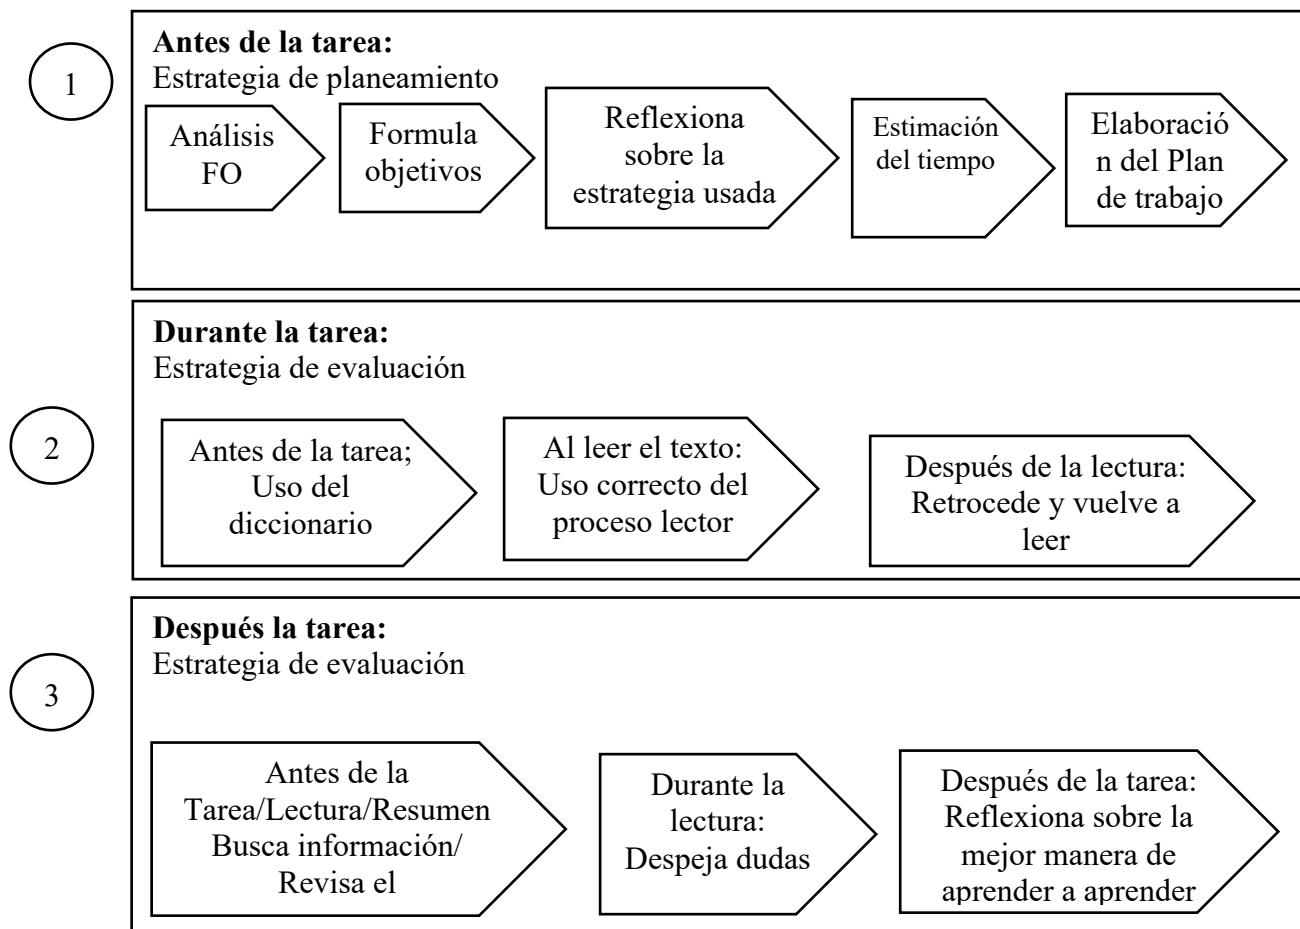 1
Antes de la tarea:
Estrategia de planeamiento
Análisis
FO
Formula
objetivos
Reflexiona
sobre la
estrategia usada
Estimación
del tiempo
Elaboració
n del Plan
de trabajo
2
Durante la tarea:
Estrategia de evaluación
Antes de la tarea;
Uso del
diccionario
Al leer el texto:
Uso correcto del
proceso lector
Después de la lectura:
Retrocede y vuelve a
leer
3
Después la tarea:
Estrategia de evaluación
Antes de la
Tarea/Lectura/Resumen
Busca información/
Revisa el
Durante la
lectura:
Despeja dudas
Después de la tarea:
Reflexiona sobre la
mejor manera de
aprender a aprender